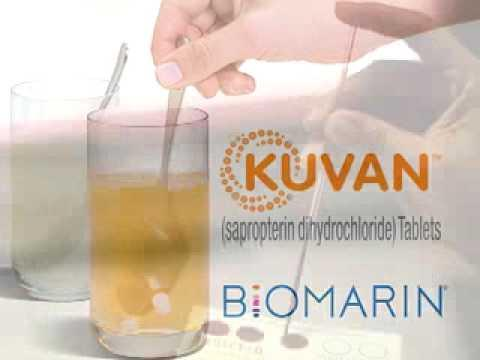 KUVAN™
(sapropterin dihydrochloride) Tablets
BIOMARIN®